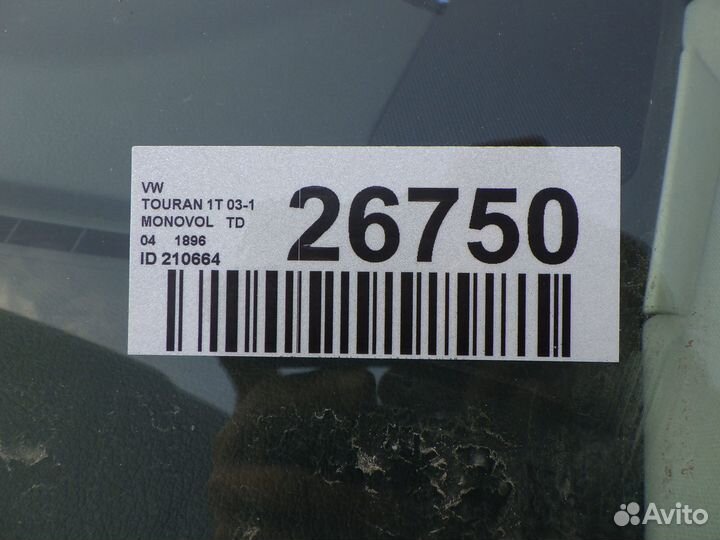 VW
TOURAN 1T 03-1
MONOVOL TD
04 1896
ID 210664
26750
Avito